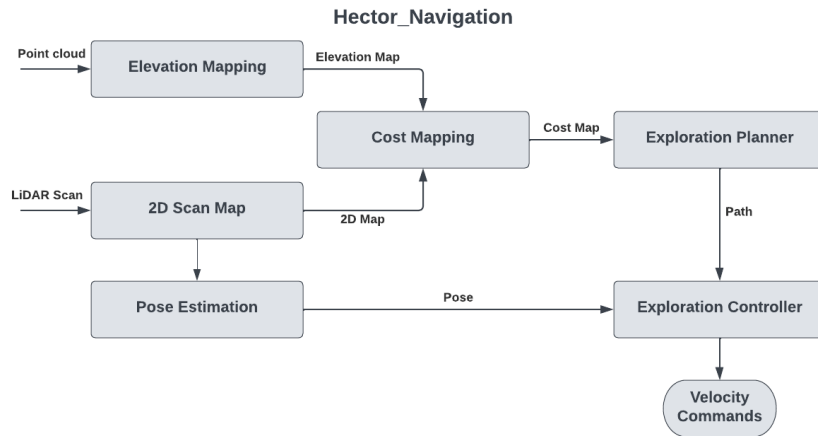 Hector_Navigation
Point cloud
Elevation Mapping
Elevation Map
Cost Mapping
Cost Map
Exploration Planner
LiDAR Scan
2D Scan Map
2D Map
Path
Pose Estimation
Pose
Exploration Controller
Velocity
Commands